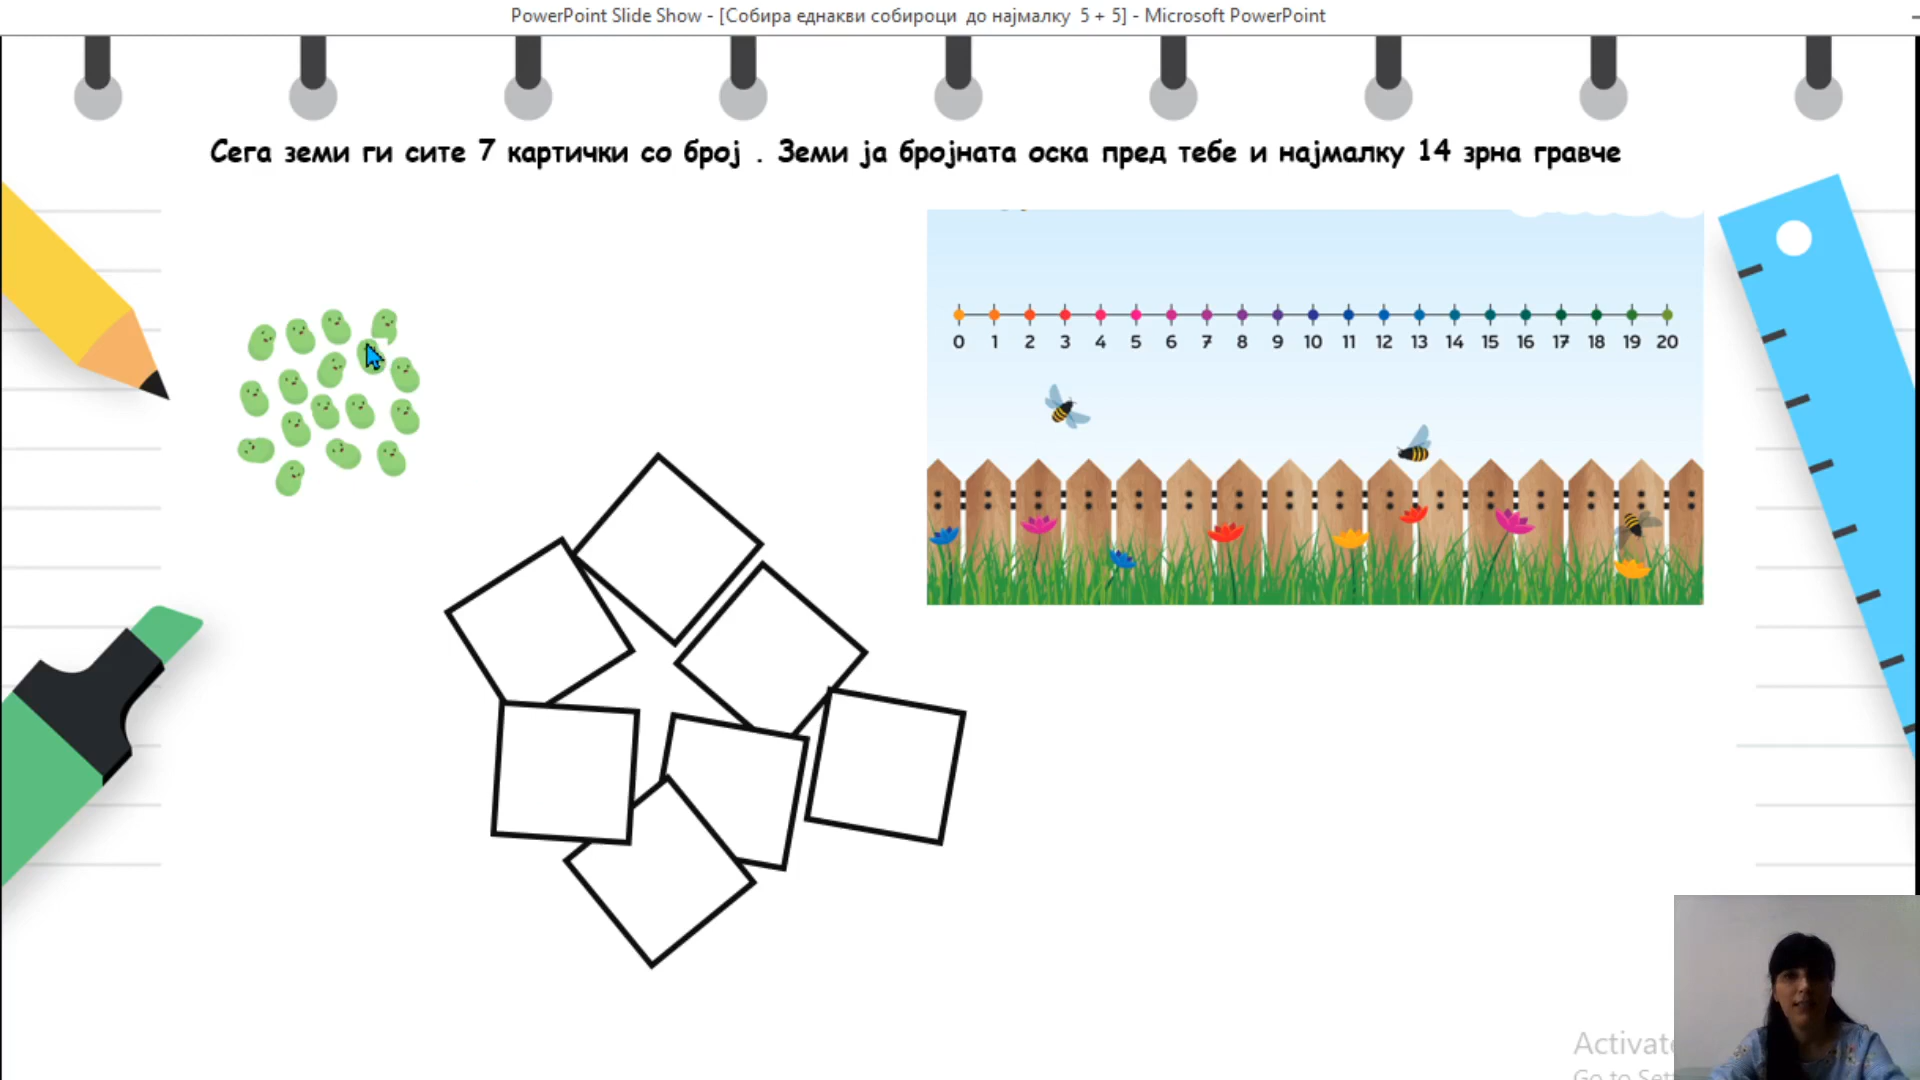 PowerPoint Slide Show - [Собира еднакви собироци до најмалку 5 + 5] - Microsoft PowerPoint
Сега земи ги сите 7 картички со број . Земи ја бројната оска пред тебе и најмалку 14 зрна гравче
0 1 2 3 4 5 6 7 8 9 10 11 12 13 14 15 16 17 18 19 20
Go to